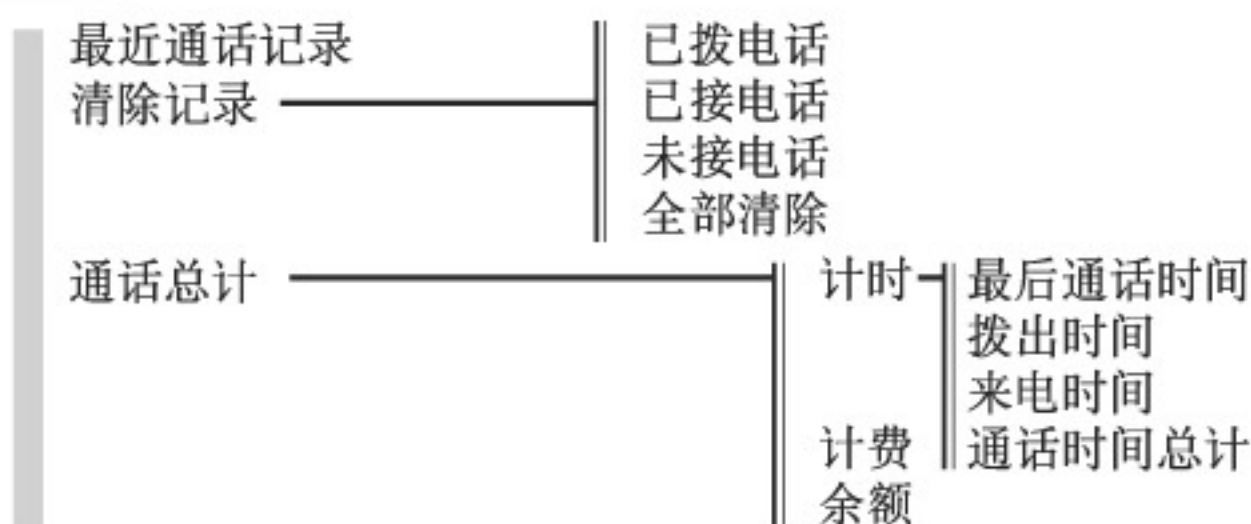 最近通话记录
清除记录
已拨电话
已接电话
未接电话
全部清除
通话总计
计时
最后通话时间
拨出时间
来电时间
通话时间总计
计费
余额